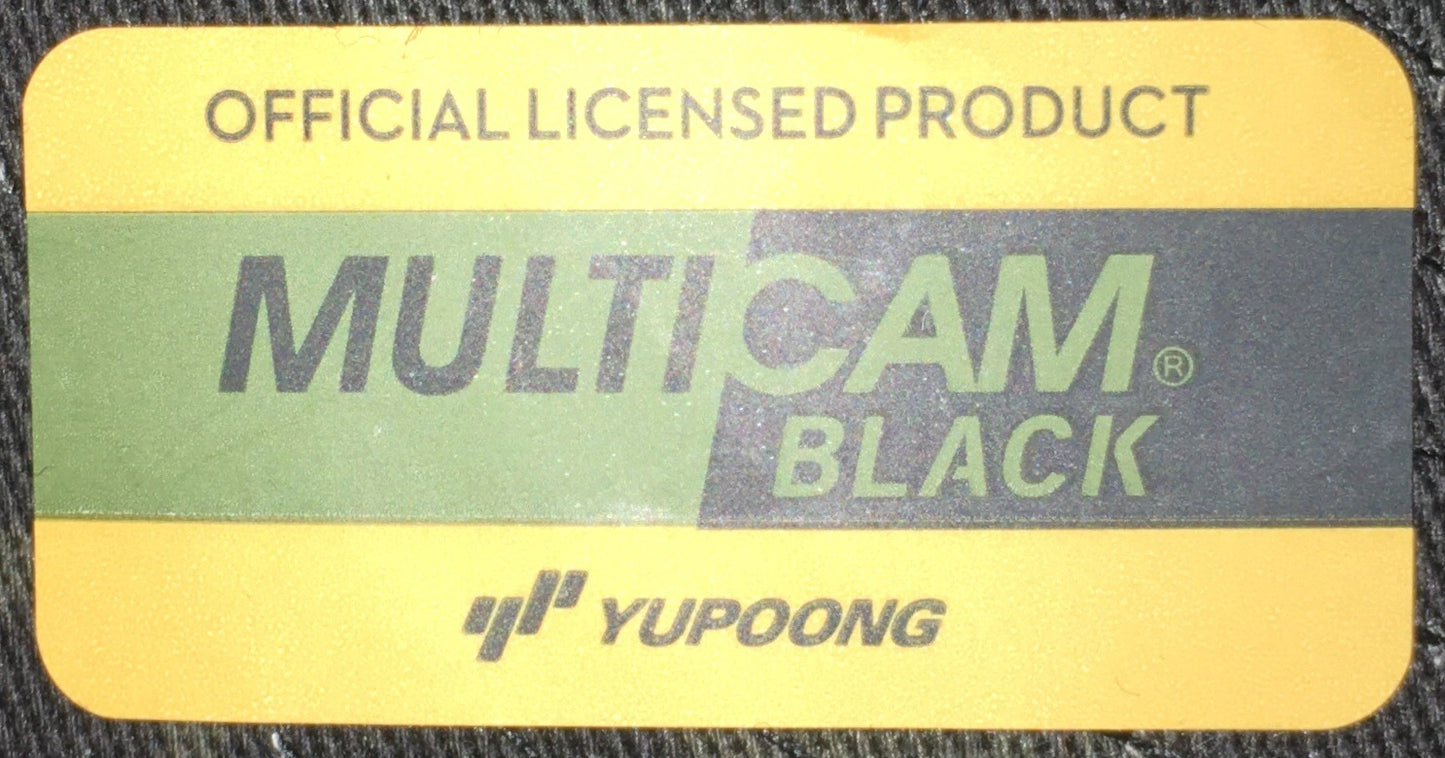 OFFICIAL LICENSED PRODUCT
MULTICAM®
BLACK
YUPOONG